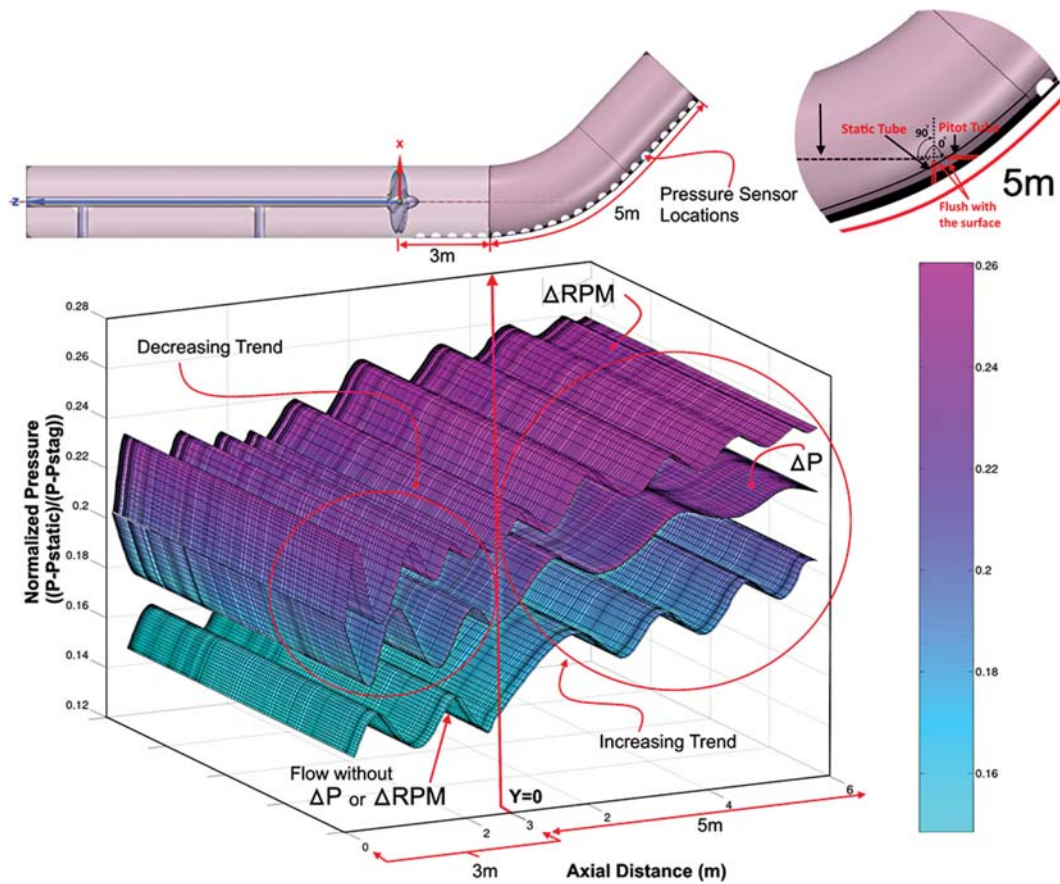 x
z
Pressure Sensor
Locations
5m
3m
Static Tube
90°
0°
Pitot Tube
5m
Flush with
the surface
Normalized Pressure
((P-Pstatic)/(P-Pstag))
0.28
0.26
0.24
0.22
0.2
0.18
0.16
0.14
0.12
Decreasing Trend
ΔRPM
ΔP
Increasing Trend
Flow without
ΔP or ΔRPM
Y=0
0
2
3
2
4
6
3m
5m
Axial Distance (m)
0.26
0.24
0.22
0.2
0.18
0.16